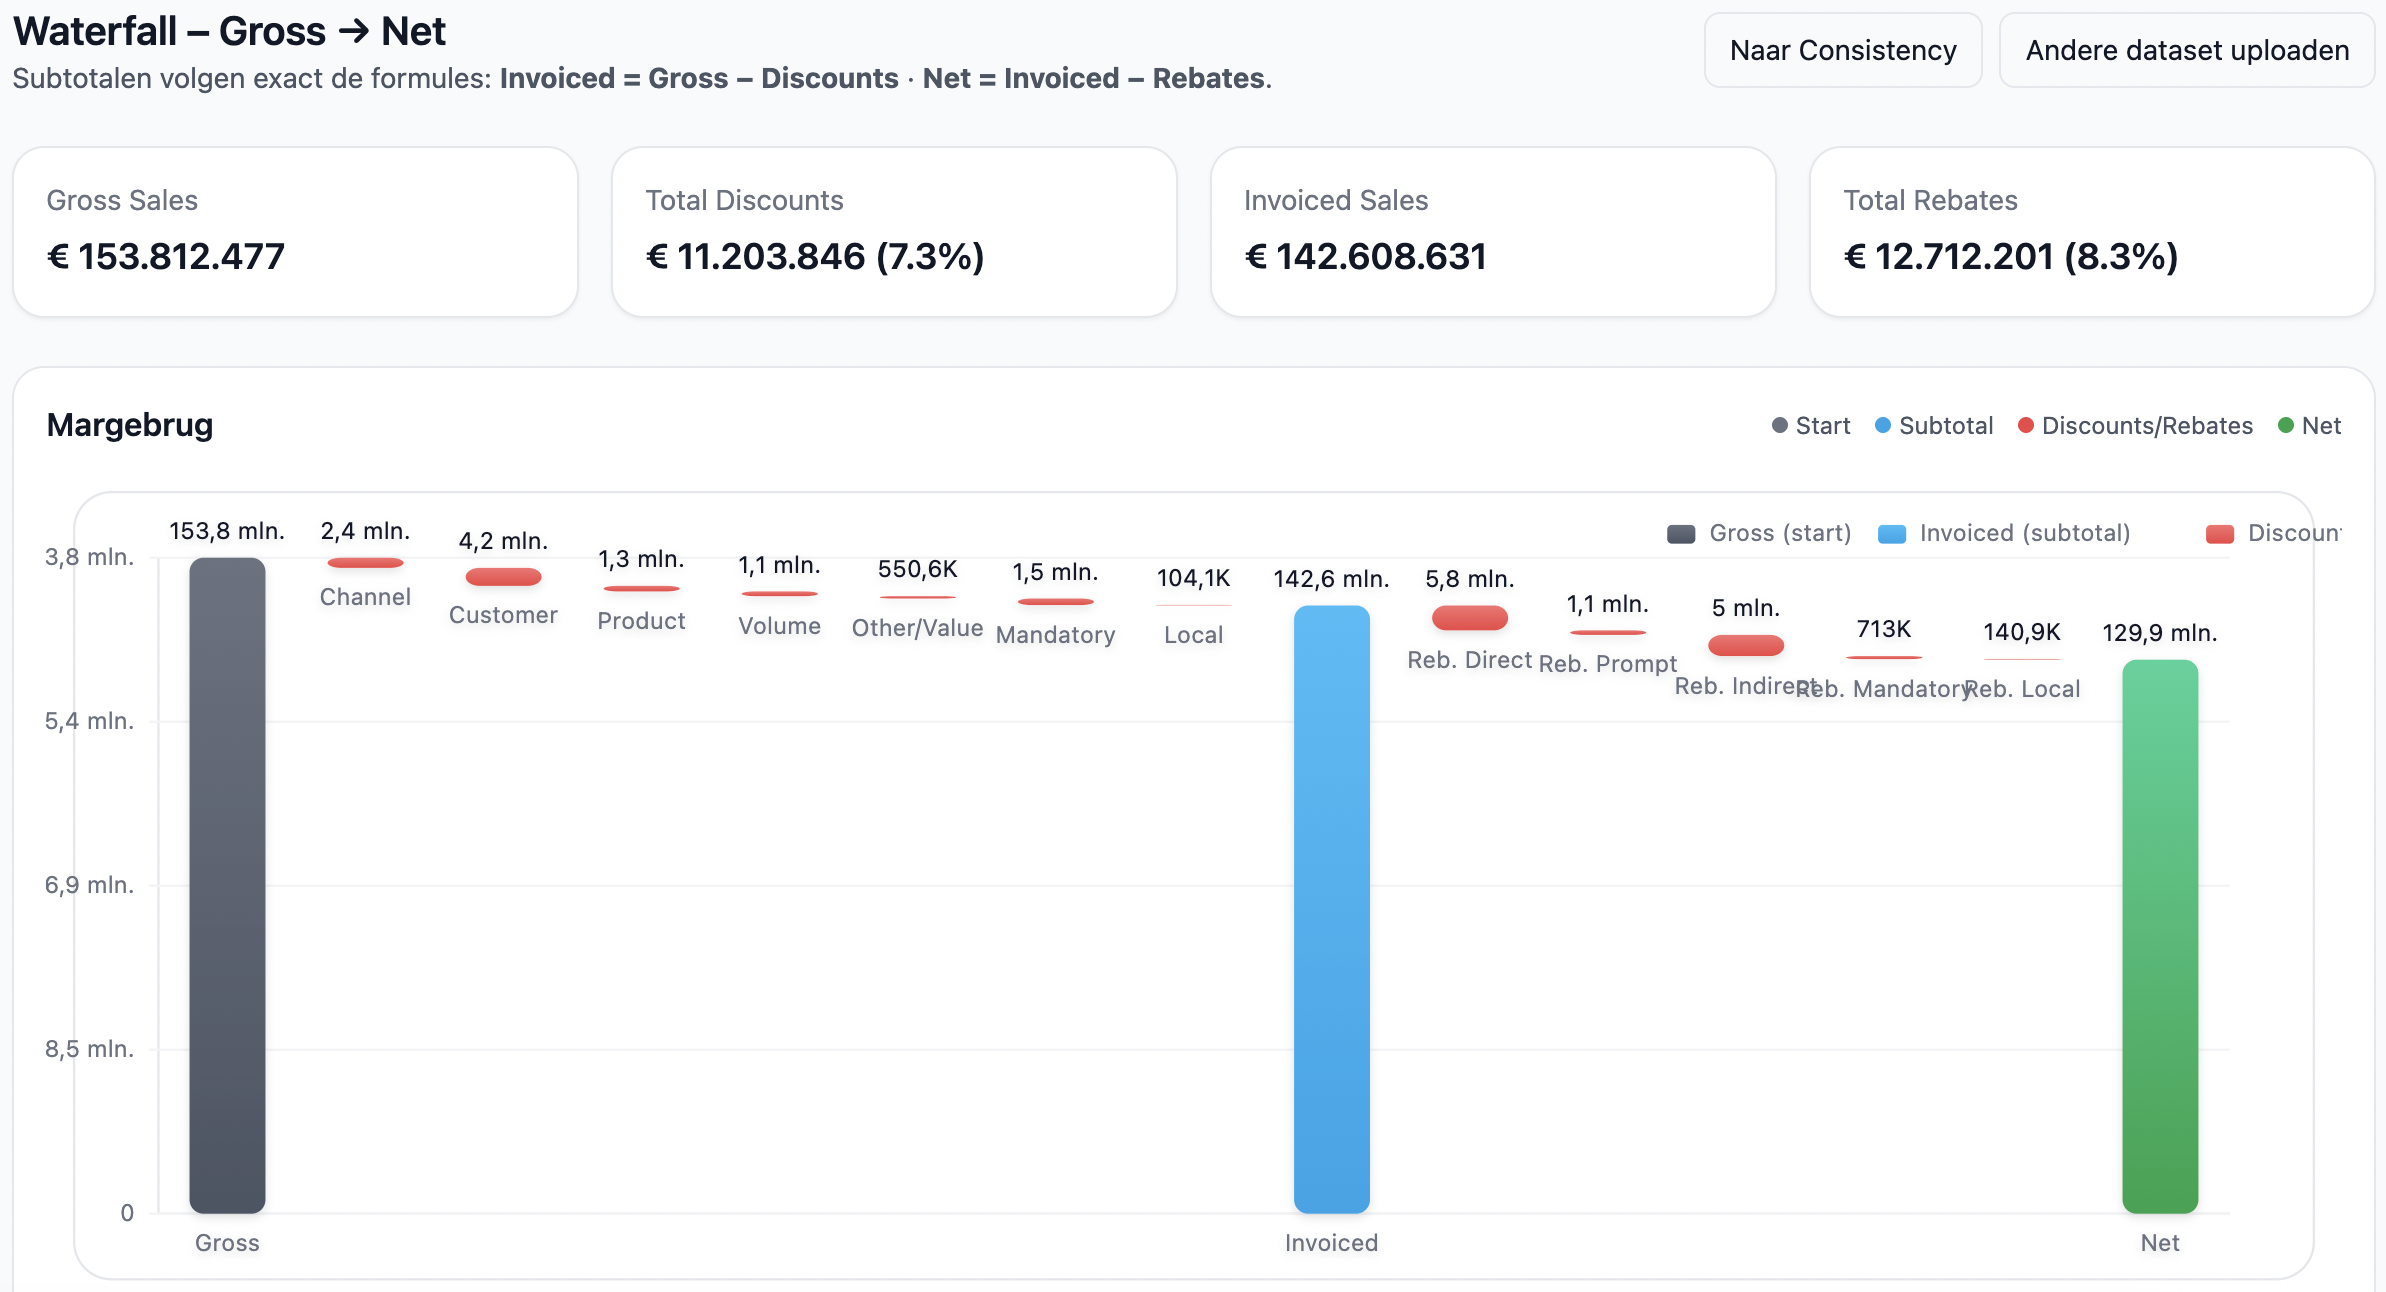 Waterfall – Gross → Net
Subtotalen volgen exact de formules: Invoiced = Gross – Discounts · Net = Invoiced – Rebates.
Naar Consistency
Andere dataset uploaden
Gross Sales
€ 153.812.477
Total Discounts
€ 11.203.846 (7.3%)
Invoiced Sales
€ 142.608.631
Total Rebates
€ 12.712.201 (8.3%)
Margebrug
Start
Subtotal
Discounts/Rebates
Net
Gross (start)
Invoiced (subtotal)
Discoun
3,8 mln.
5,4 mln.
6,9 mln.
8,5 mln.
0
153,8 mln.
Gross
2,4 mln.
Channel
4,2 mln.
Customer
1,3 mln.
Product
1,1 mln.
Volume
550,6K
Other/Value
1,5 mln.
Mandatory
104,1K
Local
142,6 mln.
Invoiced
5,8 mln.
Reb. Direct
1,1 mln.
Reb. Prompt
5 mln.
Reb. Indirect
713K
Reb. Mandatory
140,9K
Reb. Local
129,9 mln.
Net